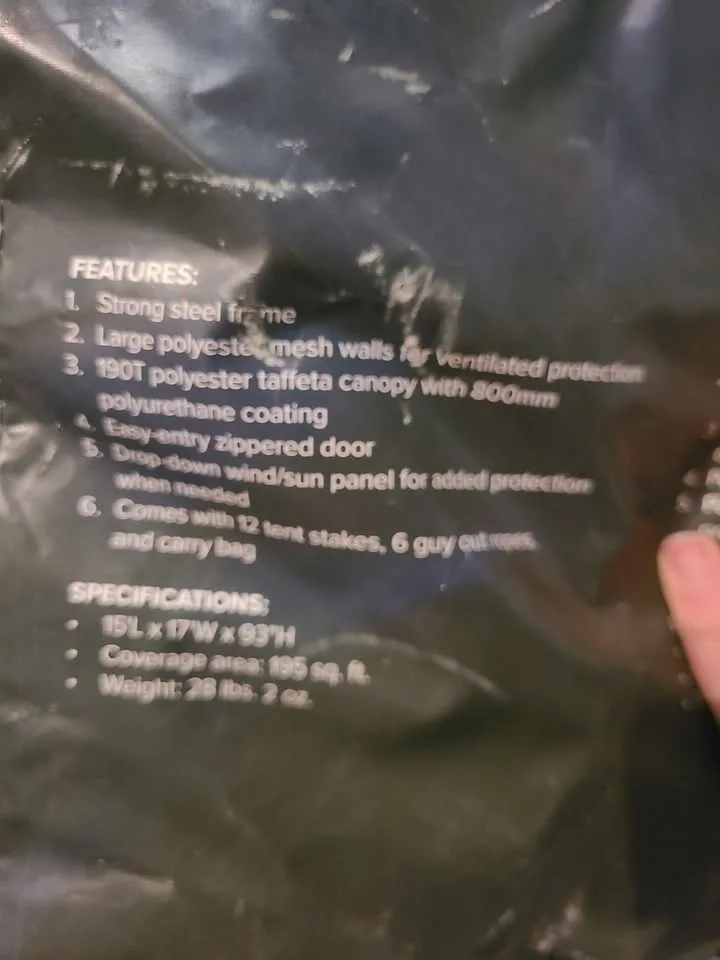 FEATURES:
1. Strong steel frame
2. Large polyester mesh walls for ventilated protection
3. 190T polyester taffeta canopy with 800mm
polyurethane coating
4. Easy-entry zippered door
5. Drop-down wind/sun panel for added protection
when needed
6. Comes with 12 tent stakes, 6 guy out ropes,
and carry bag
SPECIFICATIONS:
• 15'L x 17'W x 93"H
• Coverage area: 195 sq. ft.
• Weight: 28 lbs. 2 oz.